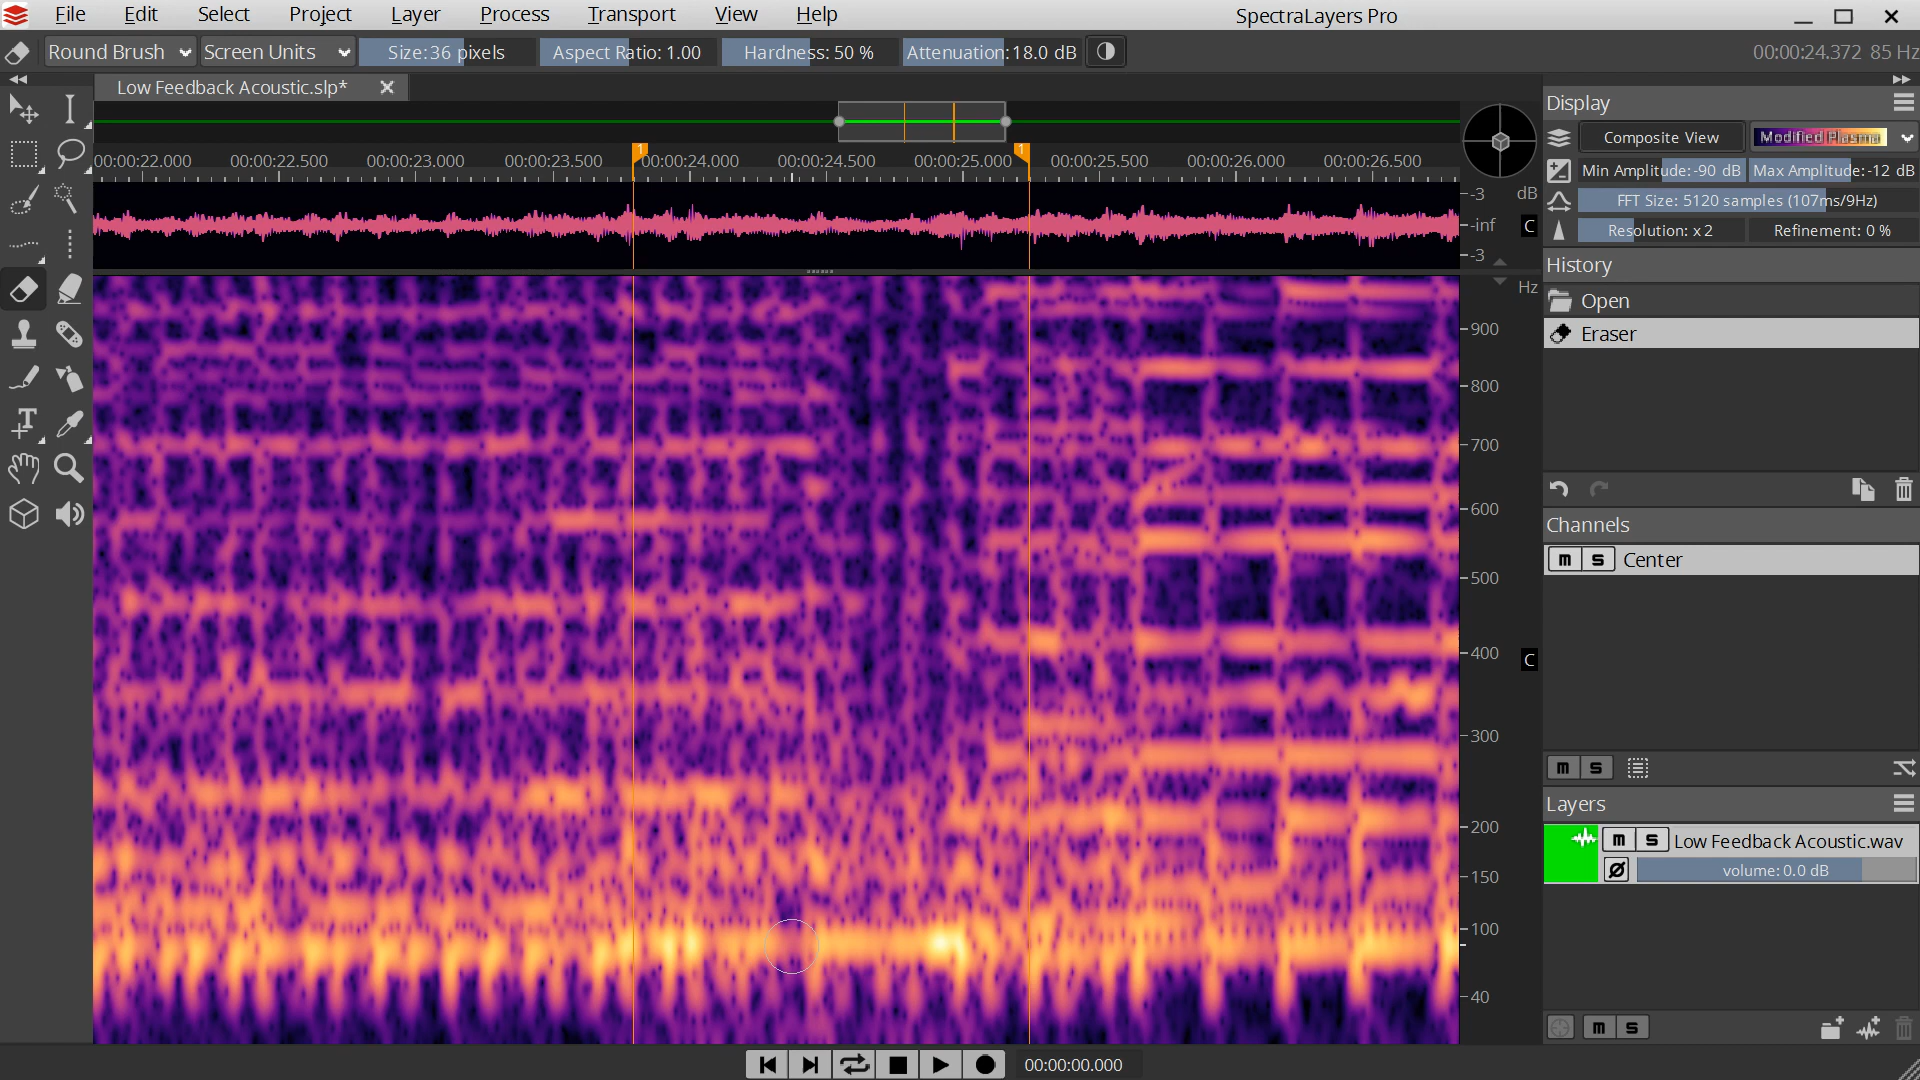 File Edit Select Project Layer Process Transport View Help SpectraLayers Pro
Round Brush Screen Units Size:36 pixels Aspect Ratio: 1.00 Hardness: 50 % Attenuation:18.0 dB 00:00:24.372 85 Hz
Low Feedback Acoustic.slp*
00:00:22.000 00:00:22.500 00:00:23.000 00:00:23.500 1 00:00:24.000 00:00:24.500 00:00:25.000 1 00:00:25.500 00:00:26.000 00:00:26.500
-3 dB
-inf C
-3
Hz
900
800
700
600
500
400 C
300
200
150
100
40
Display
Composite View Modified Plasma
Min Amplitude:-90 dB Max Amplitude:-12 dB
FFT Size: 5120 samples (107ms/9Hz)
Resolution: x 2 Refinement: 0 %
History
Open
Eraser
Channels
m s Center
m s
Layers
m s Low Feedback Acoustic.wav
Ø volume: 0.0 dB
m s
00:00:00.000